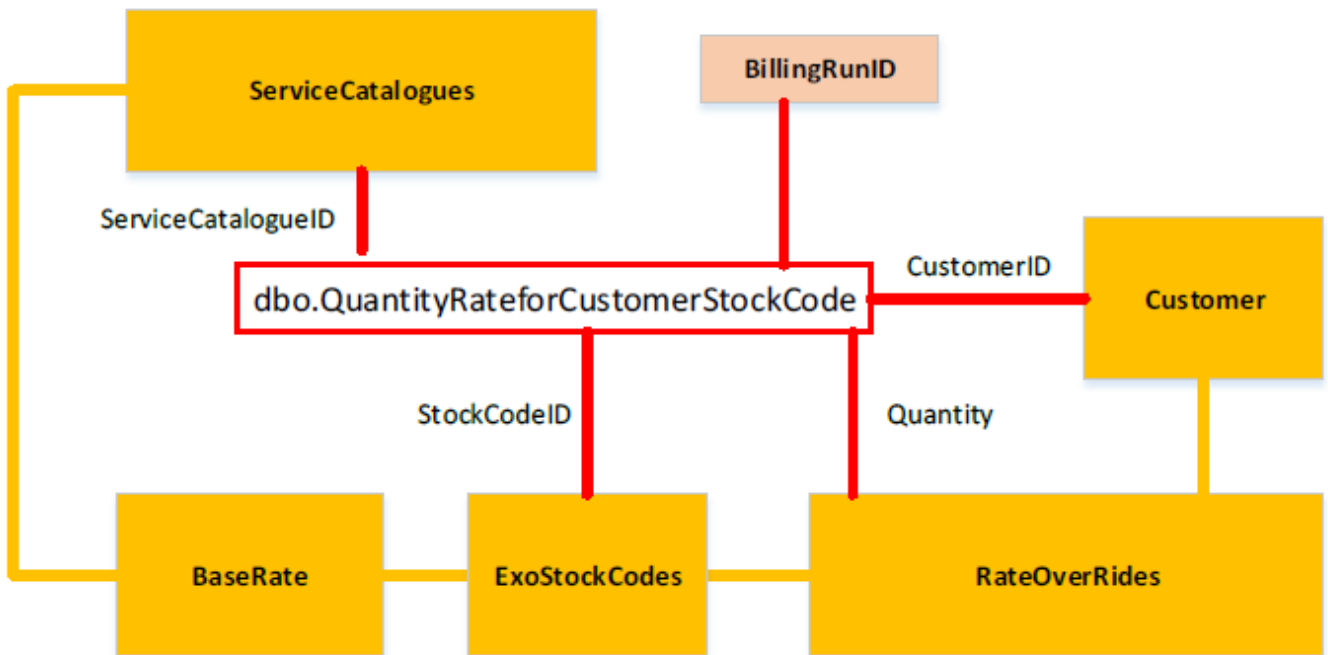 ServiceCatalogues
BillingRunID
ServiceCatalogueID
CustomerID
dbo.QuantityRateforCustomerStockCode
Customer
StockCodeID
Quantity
BaseRate
ExoStockCodes
RateOverRides